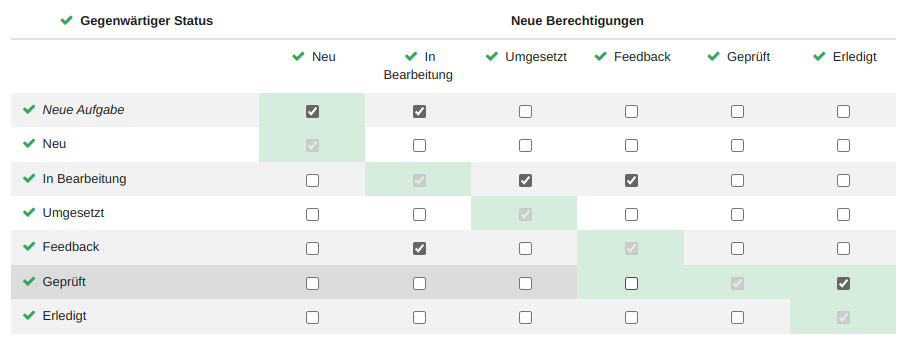 Gegenwärtiger Status Neue Berechtigungen
Neu In Umgesetzt Feedback Geprüft Erledigt
Bearbeitung
Neue Aufgabe
Neu
In Bearbeitung
Umgesetzt
Feedback
Geprüft
Erledigt